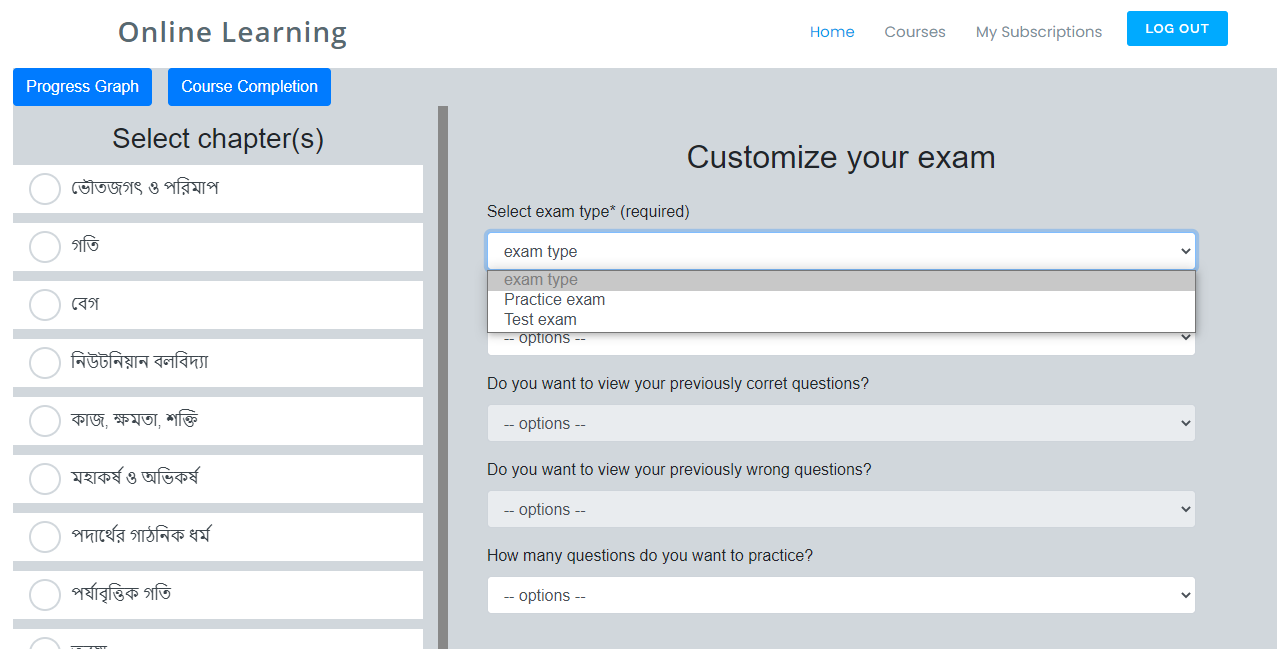 Online Learning
Home
Courses
My Subscriptions
LOG OUT
Progress Graph
Course Completion
Select chapter(s)
ভৌতজগৎ ও পরিমাপ
গতি
বেগ
নিউটনিয়ান বলবিদ্যা
কাজ, ক্ষমতা, শক্তি
মহাকর্ষ ও অভিকর্ষ
পদার্থের গাঠনিক ধর্ম
পর্যাবৃত্তিক গতি
Customize your exam
Select exam type* (required)
exam type
exam type
Practice exam
Test exam
-- options --
Do you want to view your previously corret questions?
-- options --
Do you want to view your previously wrong questions?
-- options --
How many questions do you want to practice?
-- options --